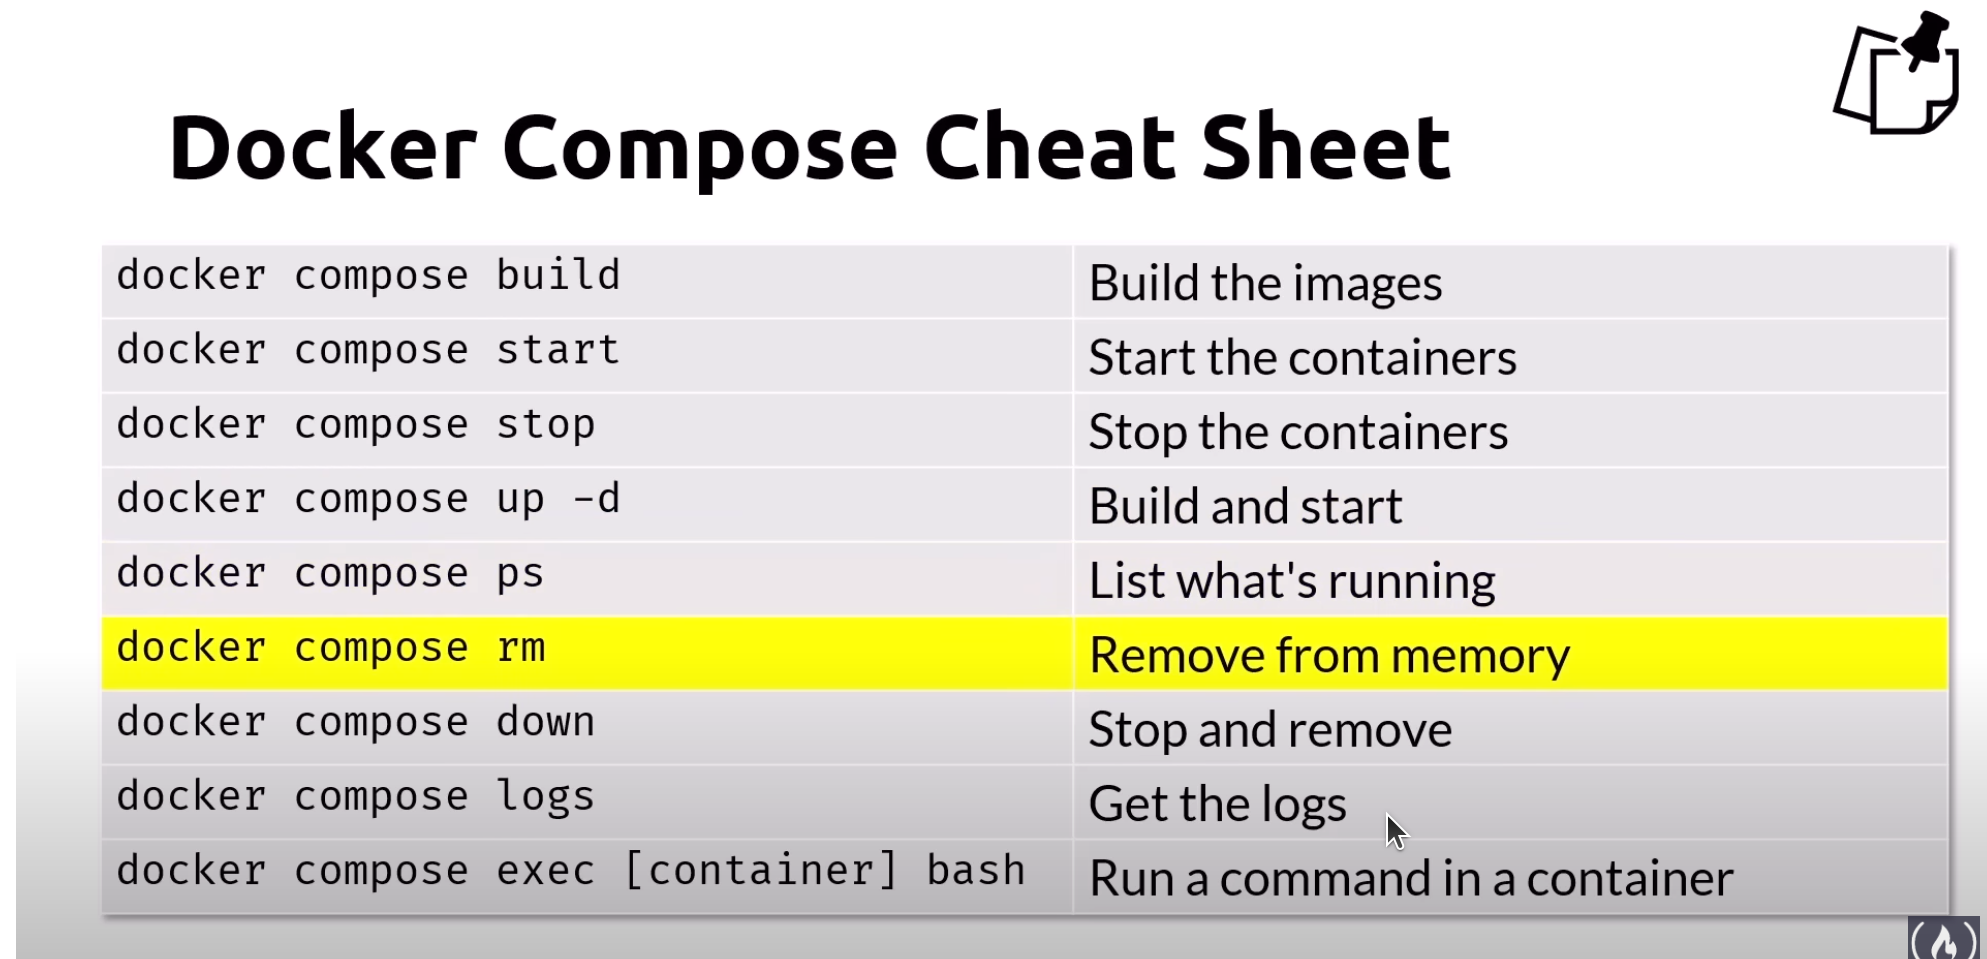 Docker Compose Cheat Sheet
docker compose build Build the images
docker compose start Start the containers
docker compose stop Stop the containers
docker compose up -d Build and start
docker compose ps List what's running
docker compose rm Remove from memory
docker compose down Stop and remove
docker compose logs Get the logs
docker compose exec [container] bash Run a command in a container